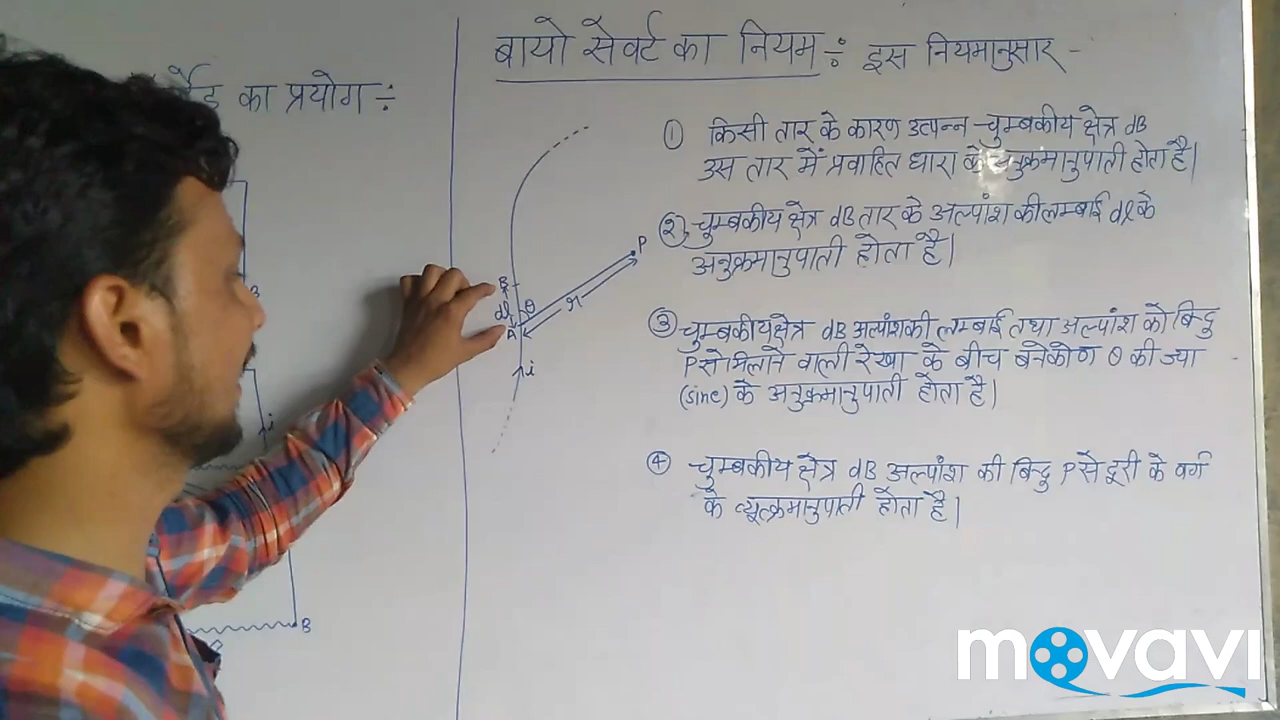 का प्रयोग ÷
B
i
B
बायो सेवर्ट का नियम ÷ इस नियमानुसार -
① किसी तार के कारण उत्पन्न चुम्बकीय क्षेत्र dB
उस तार में प्रवाहित धारा के अनुक्रमानुपाती होता है।
② चुम्बकीय क्षेत्र dB तार के अल्पांश की लम्बाई dl के
अनुक्रमानुपाती होता है।
③ चुम्बकीय क्षेत्र dB अल्पांश की लम्बाई तथा अल्पांश को बिन्दु
P से मिलाने वाली रेखा के बीच बने कोण θ की ज्या
(sine) के अनुक्रमानुपाती होता है।
④ चुम्बकीय क्षेत्र dB अल्पांश की बिन्दु P से दूरी के वर्ग
के व्यूत्क्रमानुपाती होता है।
P
B
dl θ r
A
i
movavi